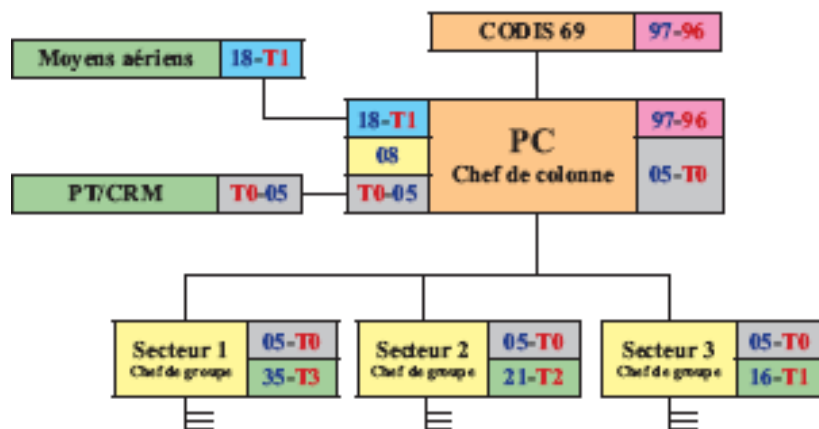 CODIS 69 97-96
Moyens aériens 18-T1
18-T1 97-96
08
PC
Chef de colonne
05-T0
PT/CRM T0-05
T0-05
Secteur 1
Chef de groupe
05-T0
35-T3
Secteur 2
Chef de groupe
05-T0
21-T2
Secteur 3
Chef de groupe
05-T0
16-T1